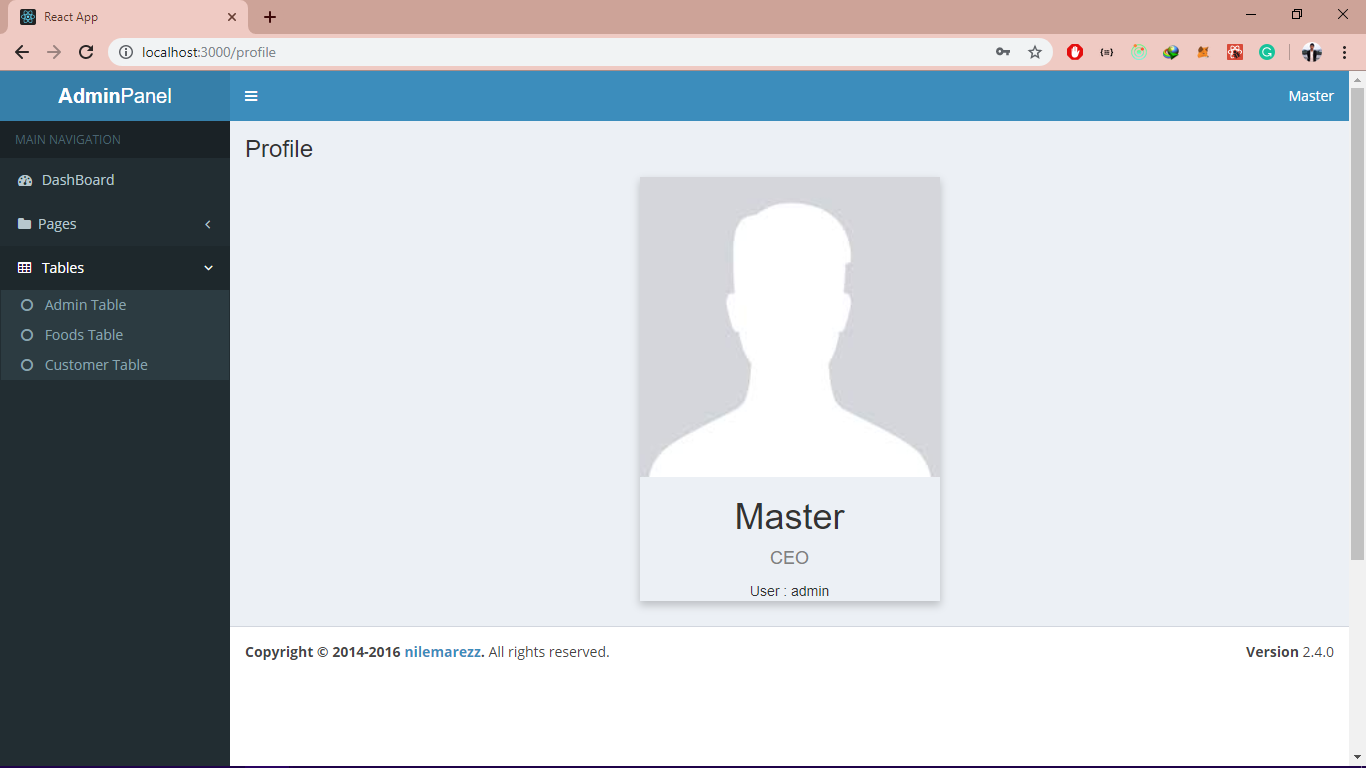 React App
localhost:3000/profile
AdminPanel
Master
MAIN NAVIGATION
DashBoard
Pages
Tables
Admin Table
Foods Table
Customer Table
Profile
Master
CEO
User : admin
Copyright © 2014-2016 nilemarezz. All rights reserved.
Version 2.4.0